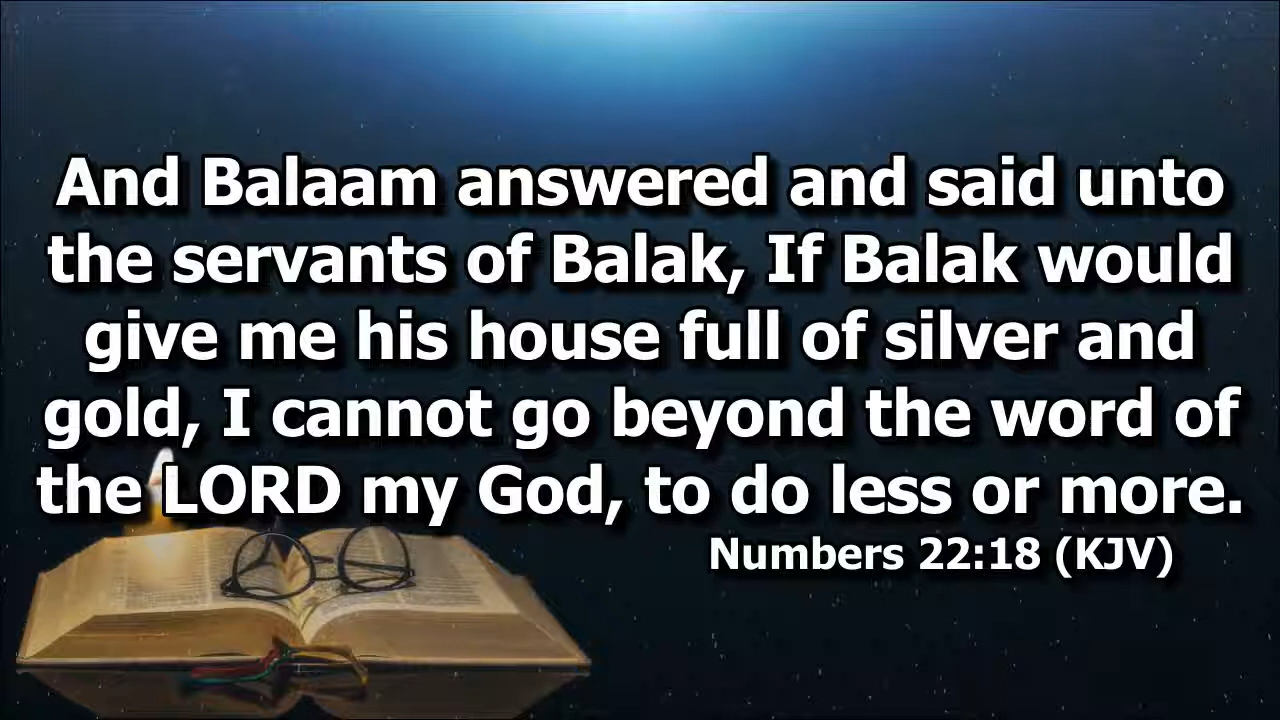 And Balaam answered and said unto
the servants of Balak, If Balak would
give me his house full of silver and
gold, I cannot go beyond the word of
the LORD my God, to do less or more.
Numbers 22:18 (KJV)